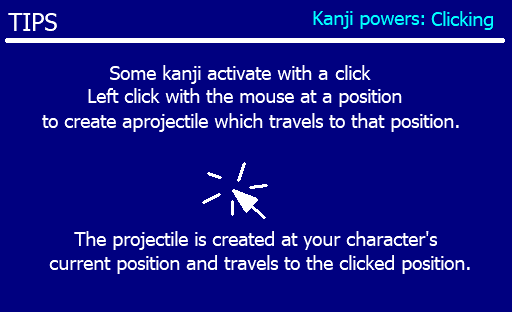 TIPS
Kanji powers: Clicking
Some kanji activate with a click
Left click with the mouse at a position
to create aprojectile which travels to that position.
The projectile is created at your character's
current position and travels to the clicked position.